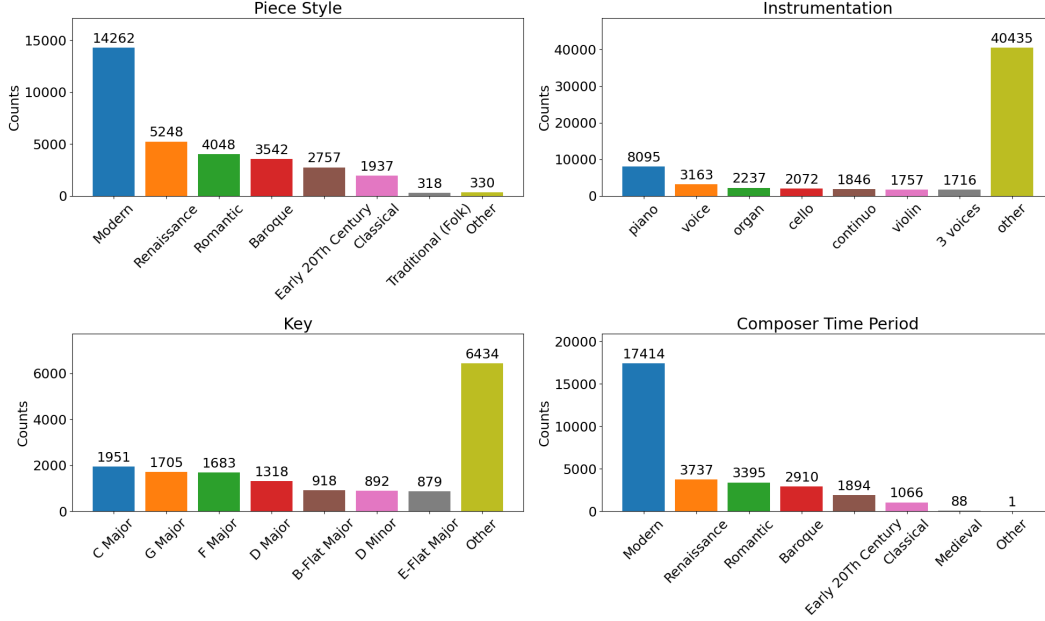 Piece Style
Counts
15000
10000
5000
0
14262
5248
4048
3542
2757
1937
318
330
Modern
Renaissance
Romantic
Baroque
Early 20Th Century
Classical
Traditional (Folk)
Other
Instrumentation
Counts
40000
30000
20000
10000
0
8095
3163
2237
2072
1846
1757
1716
40435
piano
voice
organ
cello
continuo
violin
3 voices
other
Key
Counts
6000
4000
2000
0
1951
1705
1683
1318
918
892
879
6434
C Major
G Major
F Major
D Major
B-Flat Major
D Minor
E-Flat Major
Other
Composer Time Period
Counts
20000
15000
10000
5000
0
17414
3737
3395
2910
1894
1066
88
1
Modern
Renaissance
Romantic
Baroque
Early 20Th Century
Classical
Medieval
Other